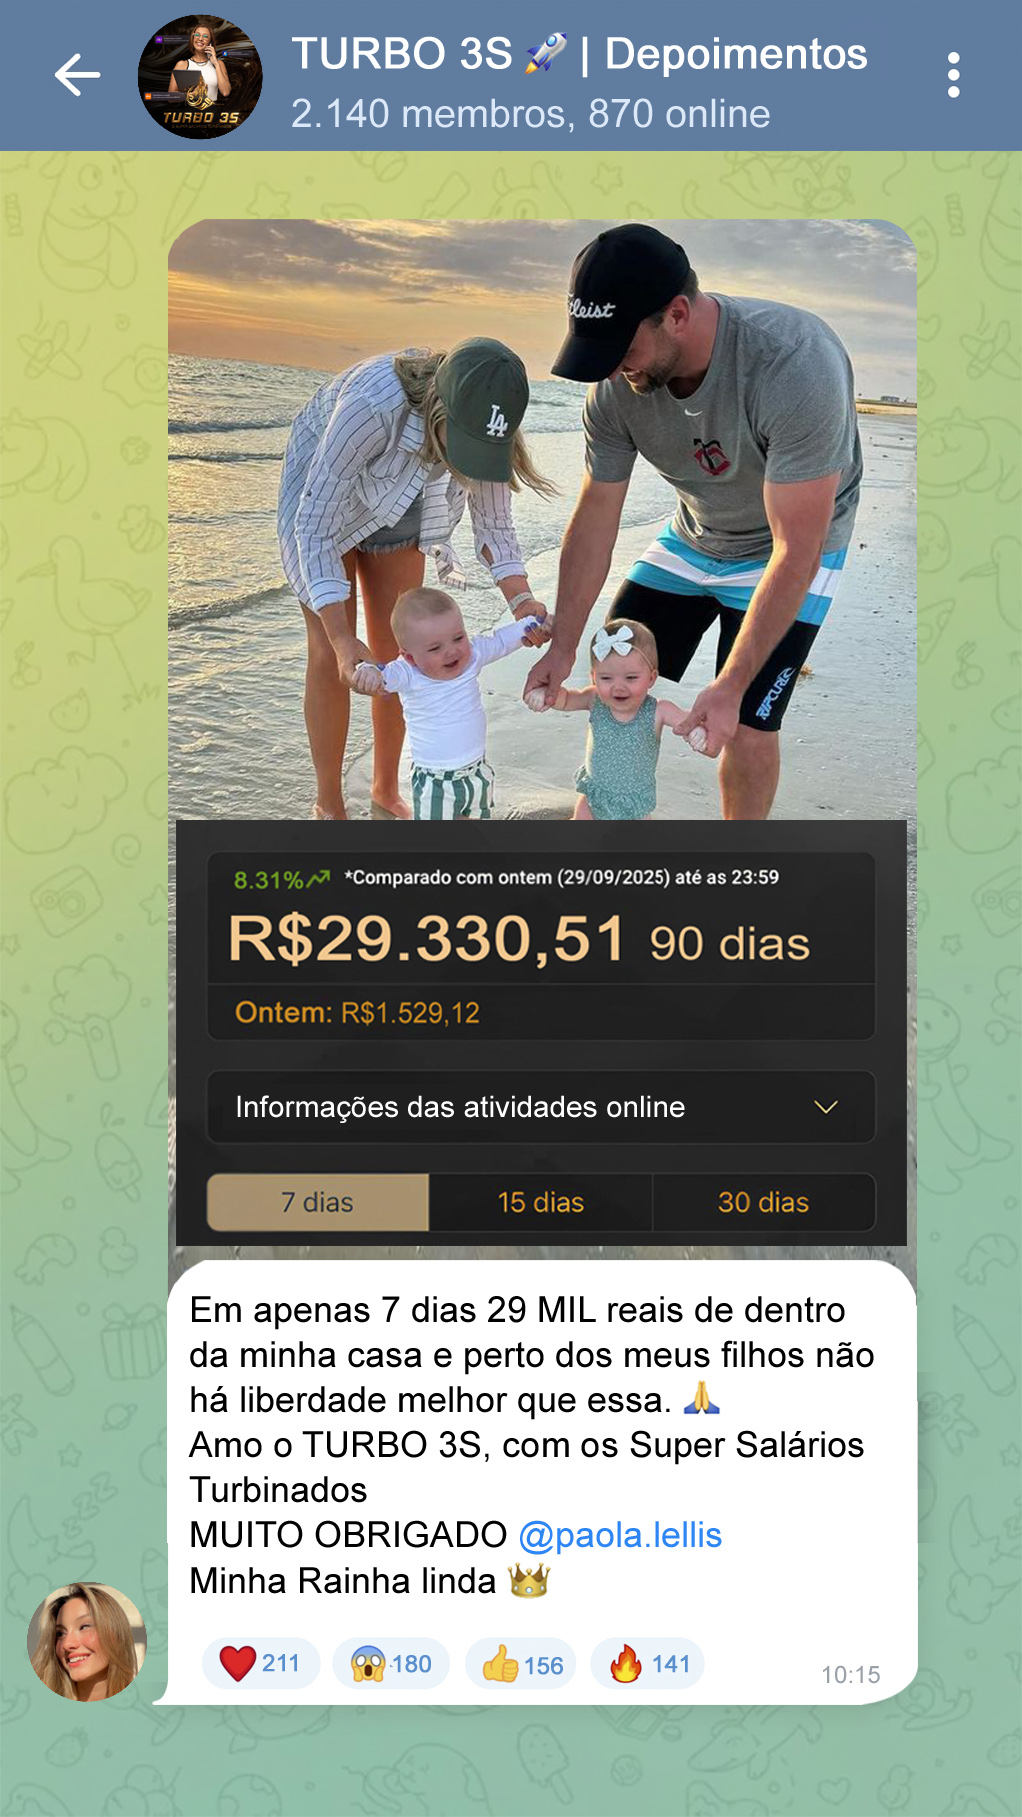 TURBO 3S 🚀 | Depoimentos
2.140 membros, 870 online
TURBO 3S
LA
RIPCURL
8.31% *Comparado com ontem (29/09/2025) até as 23:59
R$29.330,51 90 dias
Ontem: R$1.529,12
Informações das atividades online
7 dias 15 dias 30 dias
Em apenas 7 dias 29 MIL reais de dentro
da minha casa e perto dos meus filhos não
há liberdade melhor que essa. 🙏
Amo o TURBO 3S, com os Super Salários
Turbinados
MUITO OBRIGADO @paola.lellis
Minha Rainha linda 👑
❤️ 211 😱 180 👍 156 🔥 141 10:15